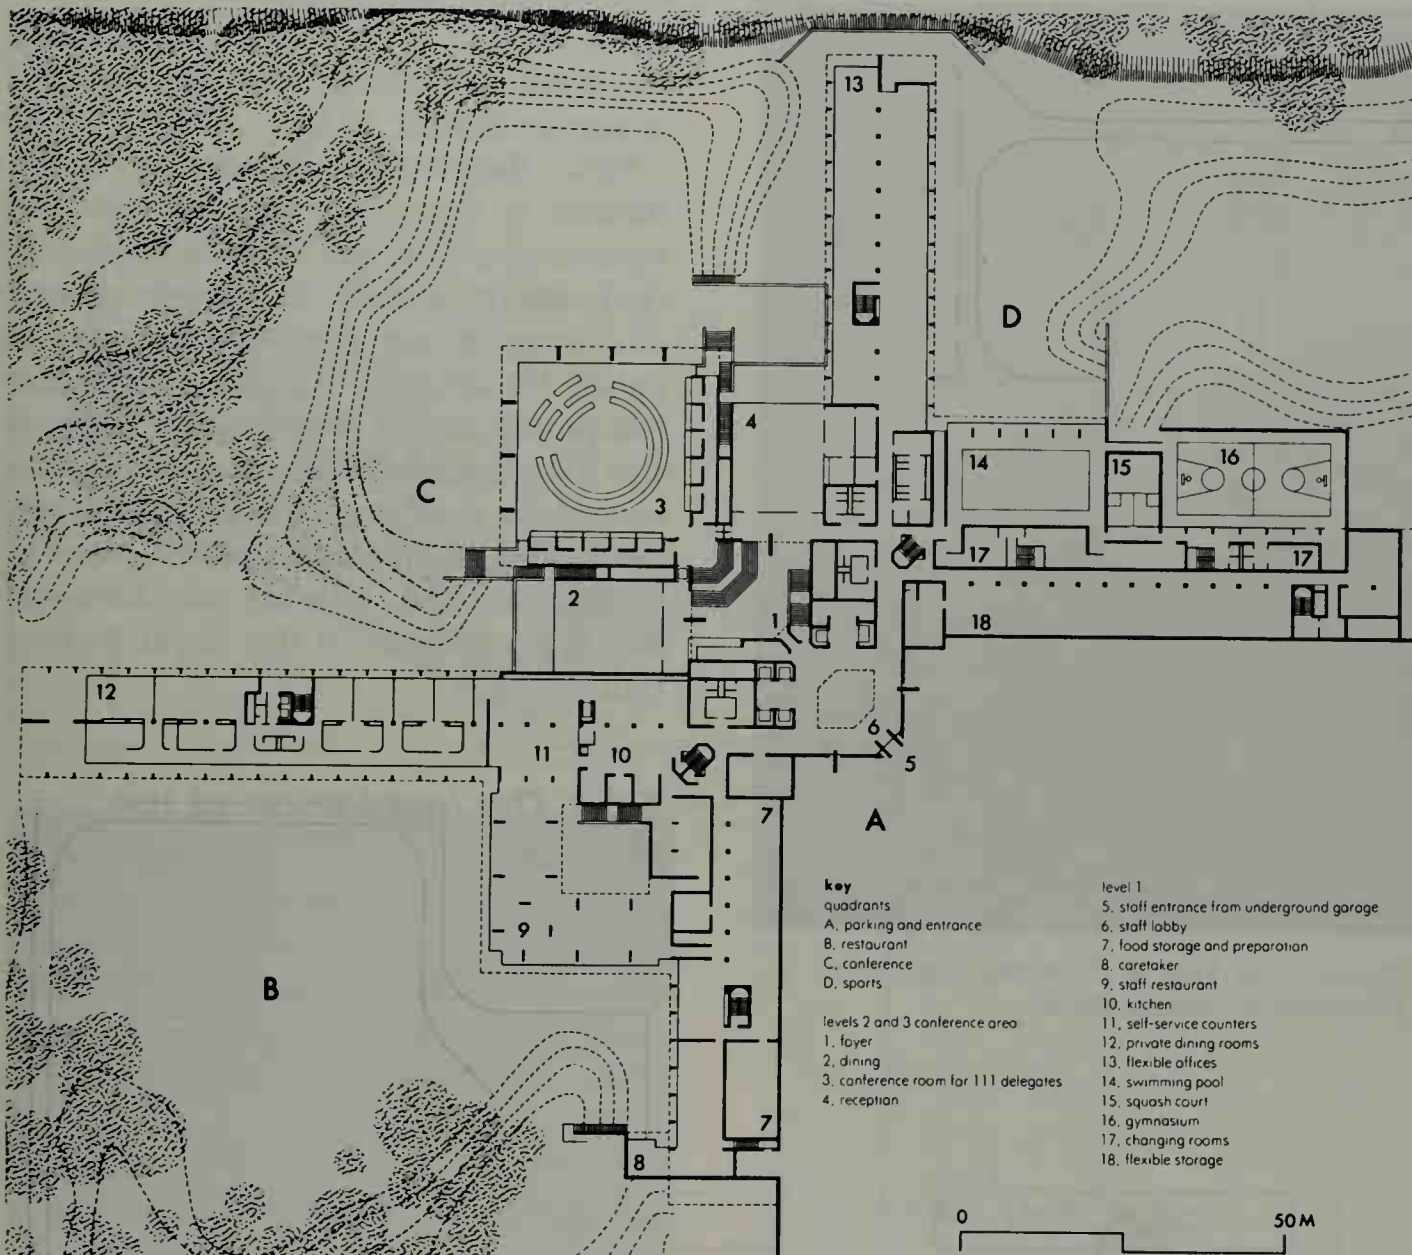 13
D
4
14
15
16
C
3
17
17
2
1
18
12
6
11
10
5
7
A
9
B
7
8
key
quadrants
A, parking and entrance
B, restaurant
C, conference
D, sports
levels 2 and 3 conference area
1, foyer
2, dining
3, conference room for 111 delegates
4, reception
level 1
5, staff entrance from underground garage
6, staff lobby
7, food storage and preparation
8, caretaker
9, staff restaurant
10, kitchen
11, self-service counters
12, private dining rooms
13, flexible offices
14, swimming pool
15, squash court
16, gymnasium
17, changing rooms
18, flexible storage
0 50M